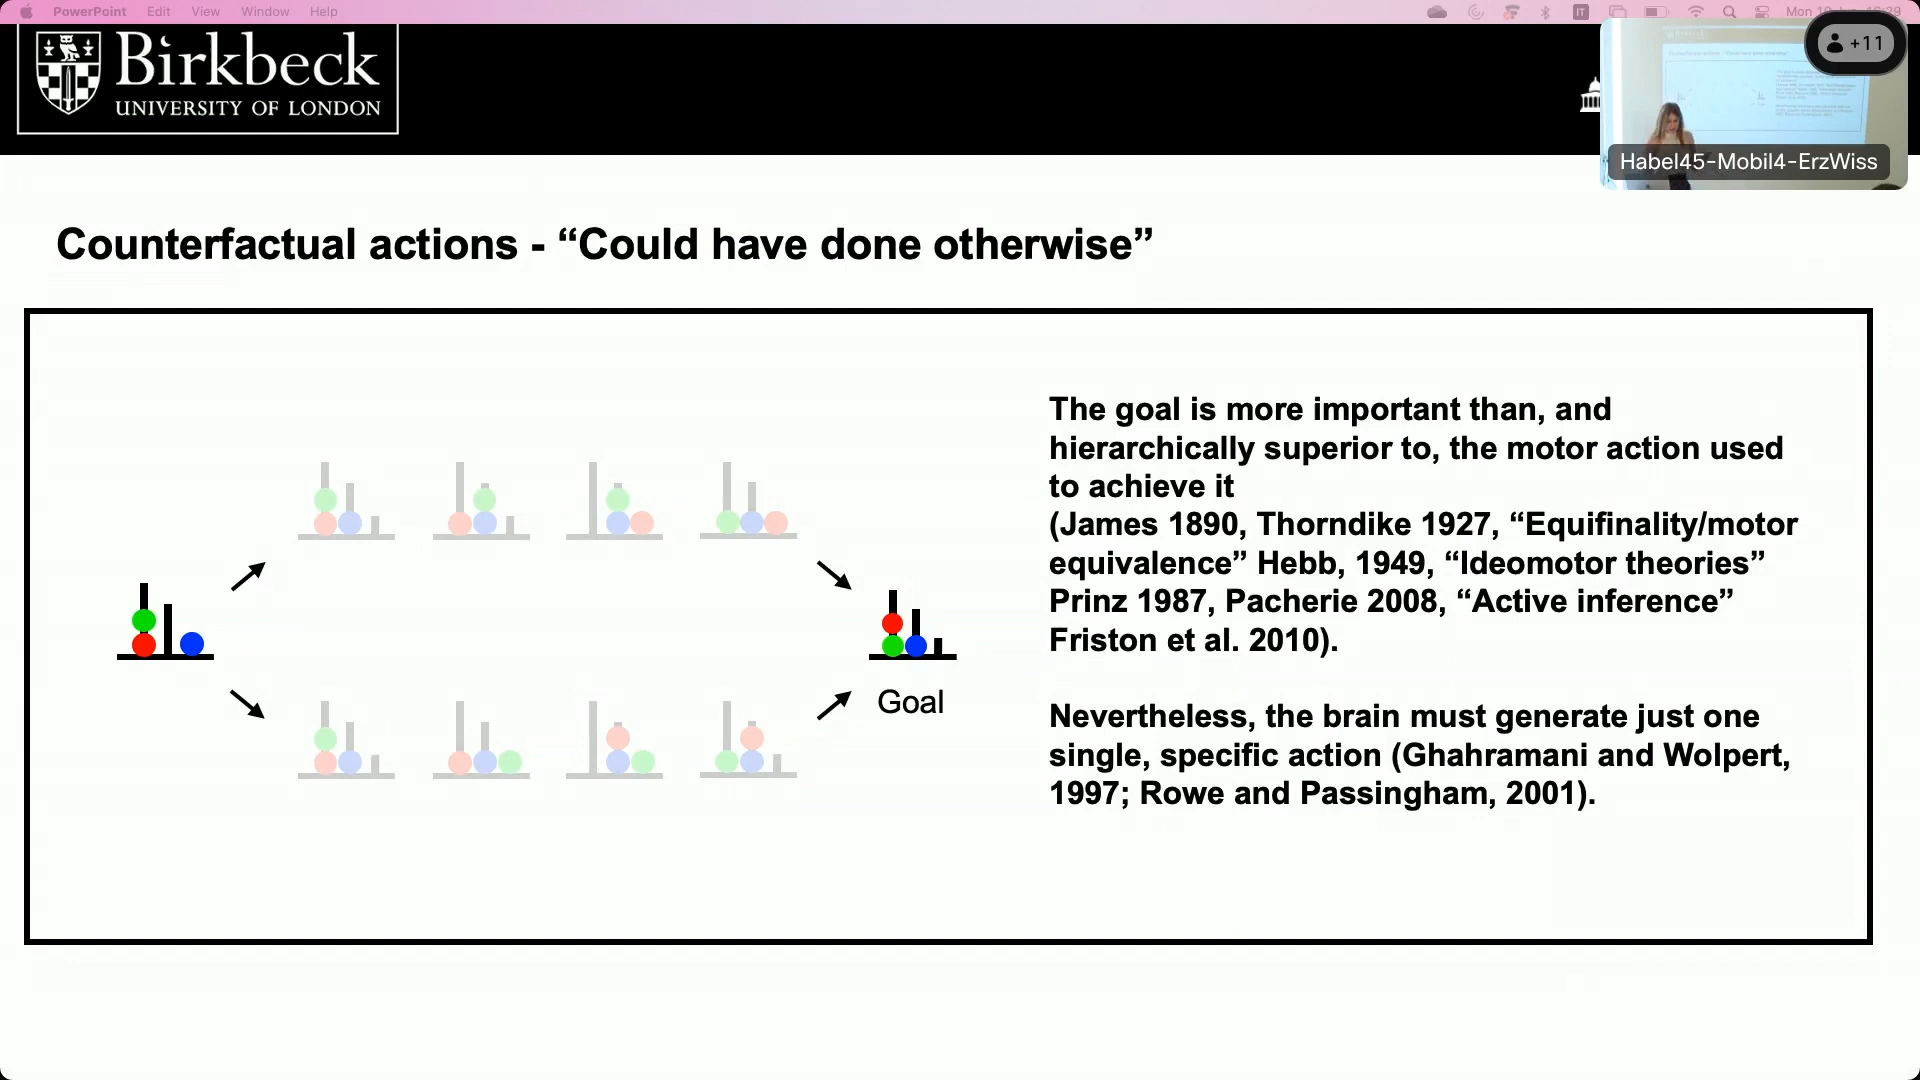 PowerPoint Edit View Window Help
IT
Birkbeck
UNIVERSITY OF LONDON
+11
Habel45-Mobil4-ErzWiss
Counterfactual actions - “Could have done otherwise”
The goal is more important than, and
hierarchically superior to, the motor action used
to achieve it
(James 1890, Thorndike 1927, “Equifinality/motor
equivalence” Hebb, 1949, “Ideomotor theories”
Prinz 1987, Pacherie 2008, “Active inference”
Friston et al. 2010).
Goal
Nevertheless, the brain must generate just one
single, specific action (Ghahramani and Wolpert,
1997; Rowe and Passingham, 2001).